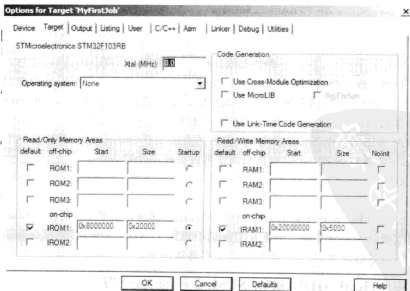 Options for Target 'MyFirstJob'
x
Device Target Output Listing User C/C++ Asm Linker Debug Utilities
STMicroelectronics STM32F103RB
Xtal (MHz): 8.0
Operating system: None
Code Generation
Use Cross-Module Optimization
Use MicroLIB
Big Endian
Use Link-Time Code Generation
Read/Only Memory Areas
default off-chip Start Size Startup
ROM1:
ROM2:
ROM3:
on-chip
IROM1: 0x8000000 0x20000
IROM2:
Read/Write Memory Areas
default off-chip Start Size NoInit
RAM1:
RAM2:
RAM3:
on-chip
IRAM1: 0x20000000 0x5000
IRAM2:
OK Cancel Defaults Help